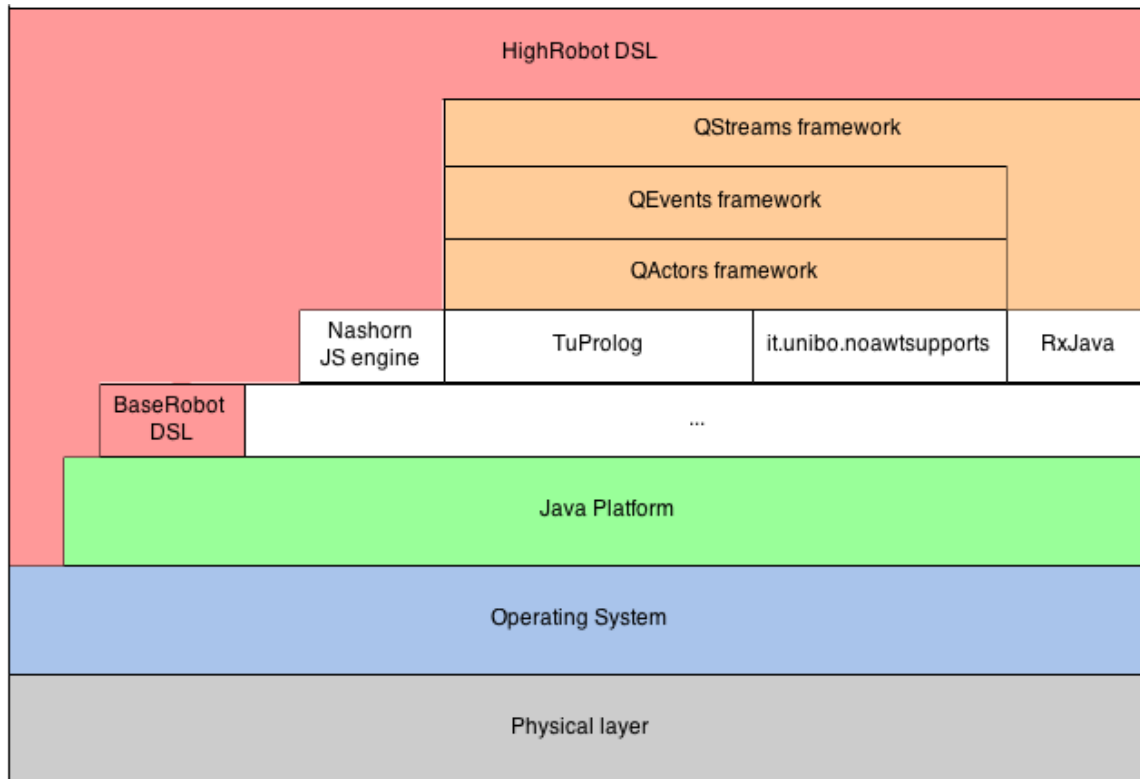 HighRobot DSL
QStreams framework
QEvents framework
QActors framework
Nashorn
JS engine
TuProlog
it.unibo.noawtsupports
RxJava
BaseRobot
DSL
...
Java Platform
Operating System
Physical layer